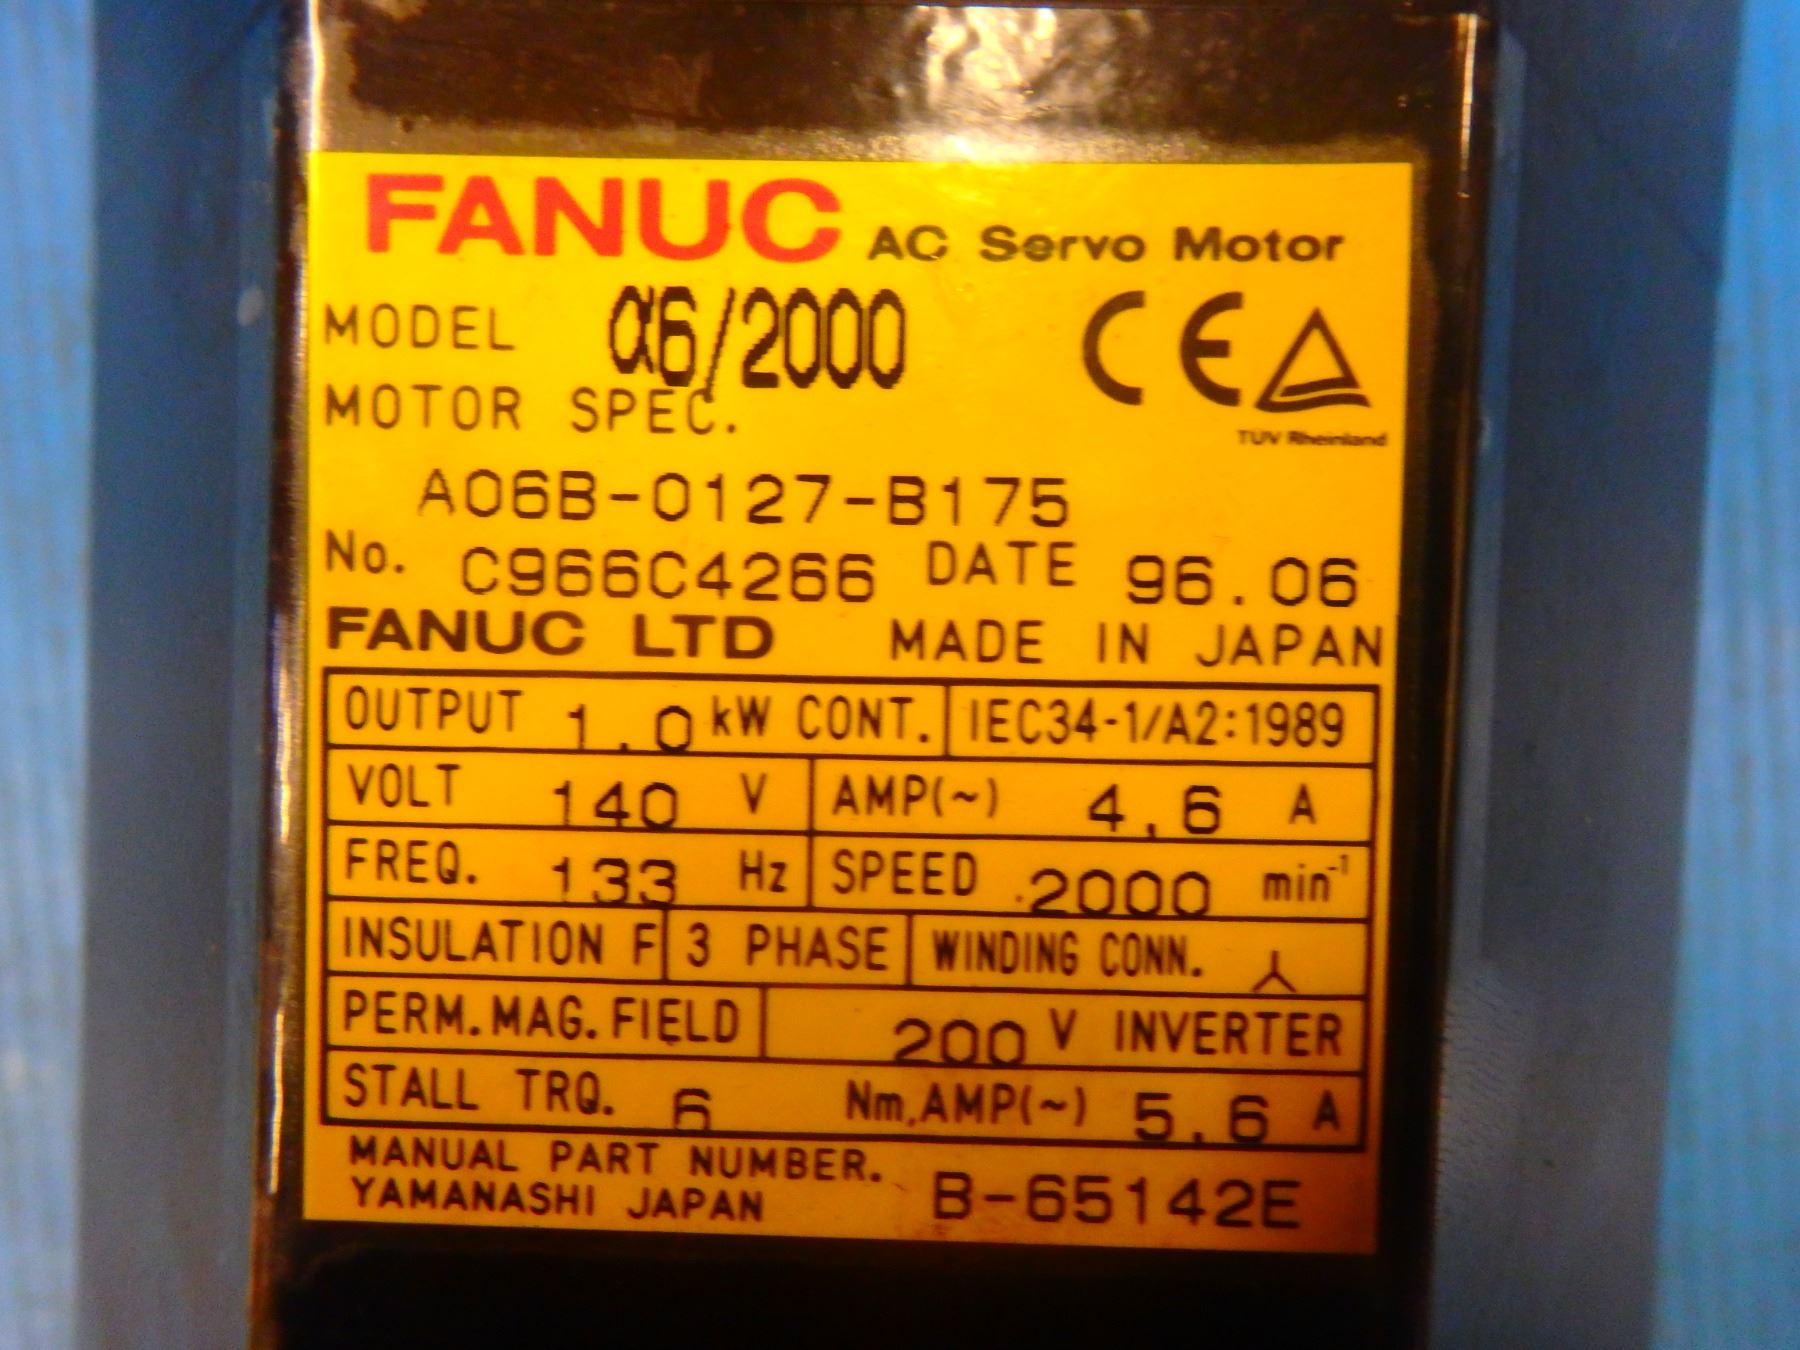 FANUC AC Servo Motor
MODEL α6/2000 CE
MOTOR SPEC.
TÜV Rheinland
A06B-0127-B175
No. C966C4266 DATE 96.06
FANUC LTD MADE IN JAPAN
OUTPUT 1.0 kW CONT. IEC34-1/A2:1989
VOLT 140 V AMP(~) 4.6 A
FREQ. 133 Hz SPEED 2000 min⁻¹
INSULATION F 3 PHASE WINDING CONN. 人
PERM.MAG.FIELD 200 V INVERTER
STALL TRQ. 6 Nm,AMP(~) 5.6 A
MANUAL PART NUMBER. B-65142E
YAMANASHI JAPAN